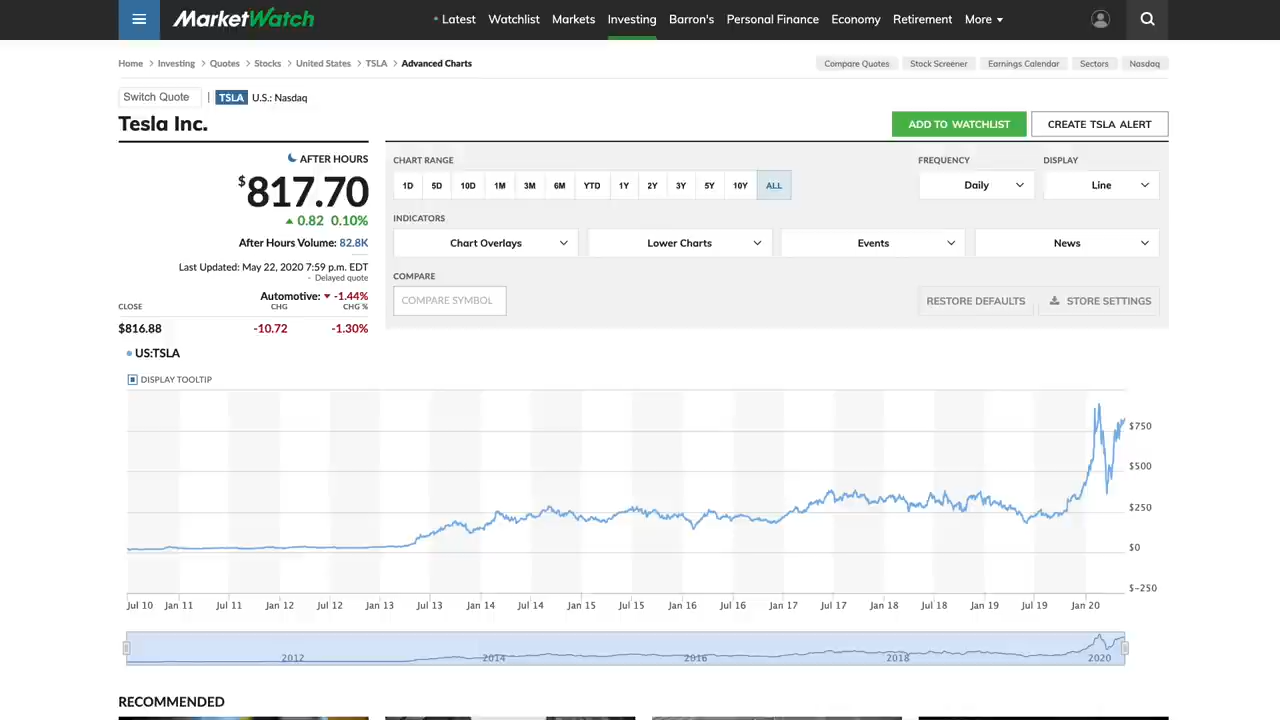 MarketWatch
Latest Watchlist Markets Investing Barron's Personal Finance Economy Retirement More
Home > Investing > Quotes > Stocks > United States > TSLA > Advanced Charts
Compare Quotes Stock Screener Earnings Calendar Sectors Nasdaq
Switch Quote | TSLA U.S.: Nasdaq
Tesla Inc.
ADD TO WATCHLIST CREATE TSLA ALERT
AFTER HOURS
$817.70
0.82 0.10%
After Hours Volume: 82.8K
Last Updated: May 22, 2020 7:59 p.m. EDT
- Delayed quote
Automotive: -1.44%
CLOSE CHG CHG %
$816.88 -10.72 -1.30%
CHART RANGE FREQUENCY DISPLAY
1D 5D 10D 1M 3M 6M YTD 1Y 2Y 3Y 5Y 10Y ALL Daily Line
INDICATORS
Chart Overlays Lower Charts Events News
COMPARE
COMPARE SYMBOL RESTORE DEFAULTS STORE SETTINGS
US:TSLA
DISPLAY TOOLTIP
$750
$500
$250
$0
$-250
Jul 10 Jan 11 Jul 11 Jan 12 Jul 12 Jan 13 Jul 13 Jan 14 Jul 14 Jan 15 Jul 15 Jan 16 Jul 16 Jan 17 Jul 17 Jan 18 Jul 18 Jan 19 Jul 19 Jan 20
2012 2014 2016 2018 2020
RECOMMENDED